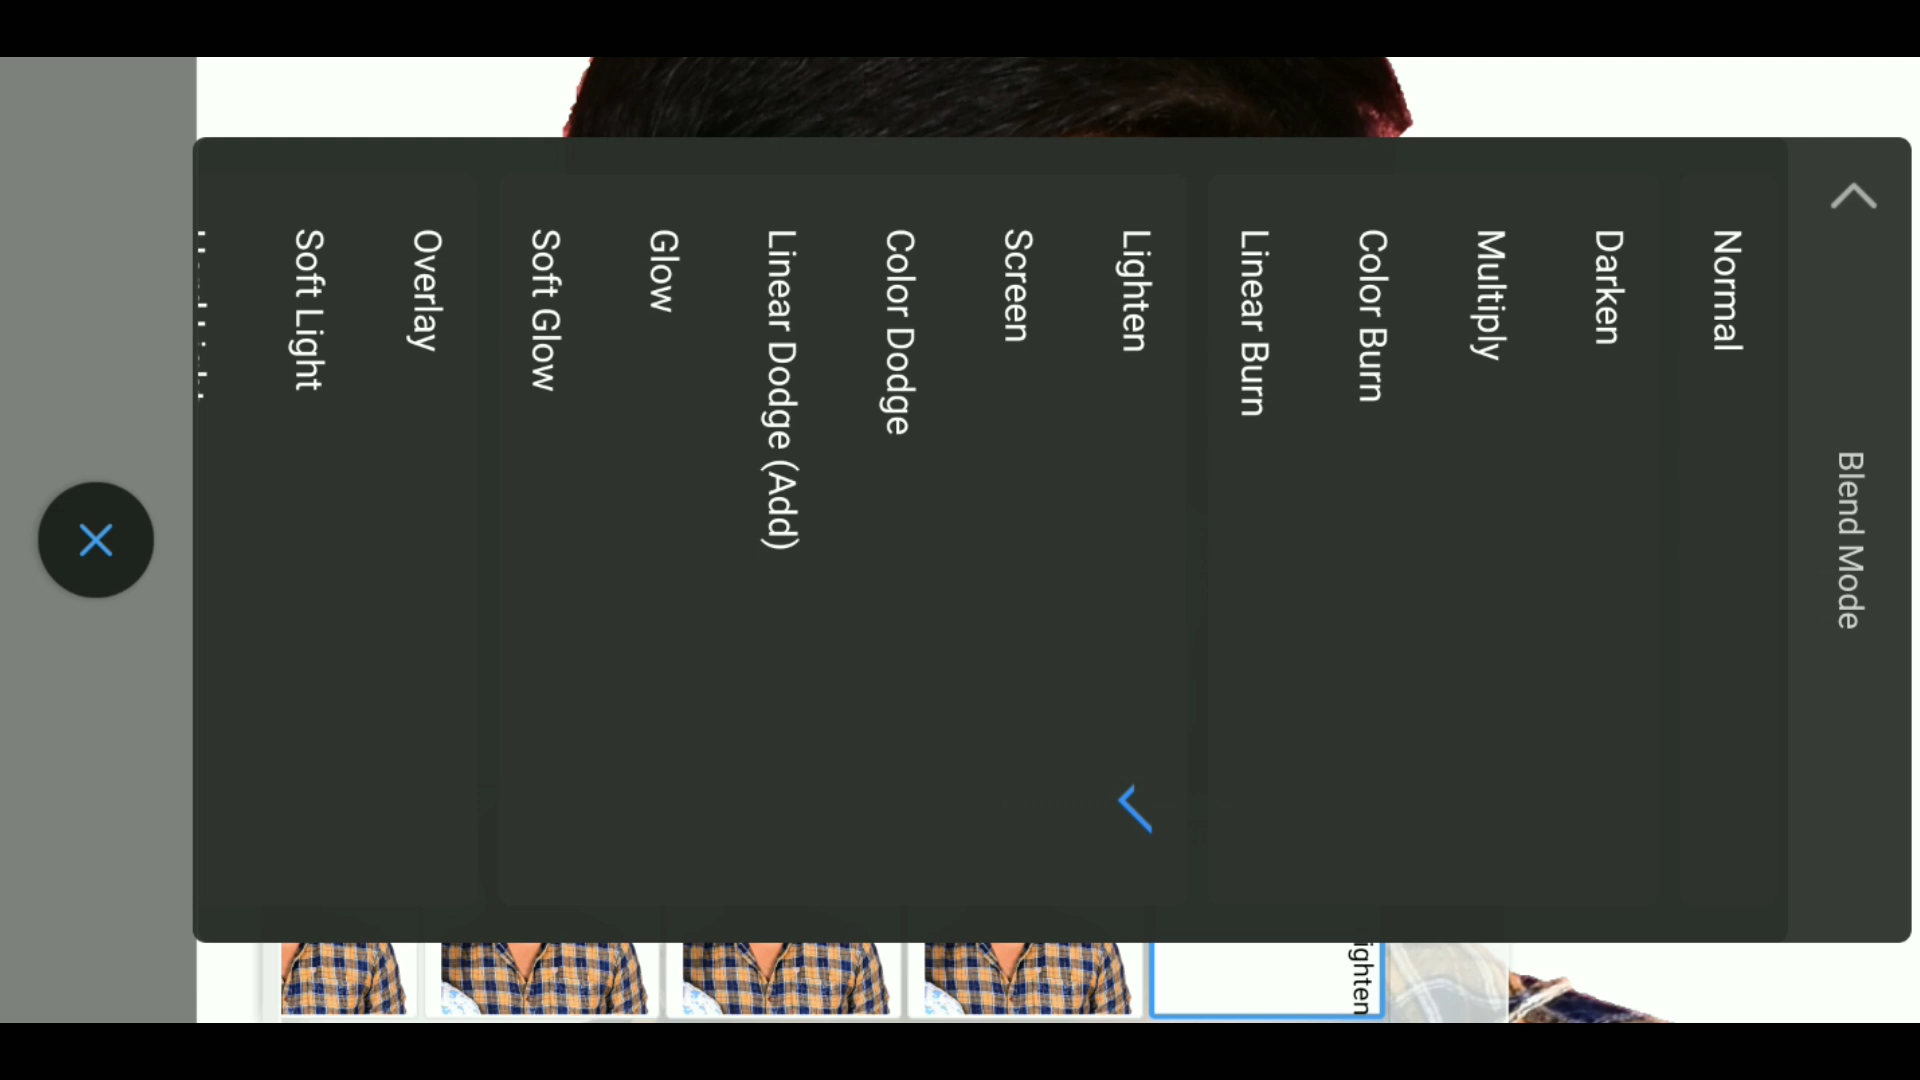 Blend Mode
Normal
Darken
Multiply
Color Burn
Linear Burn
Lighten
Screen
Color Dodge
Linear Dodge (Add)
Glow
Soft Glow
Overlay
Soft Light